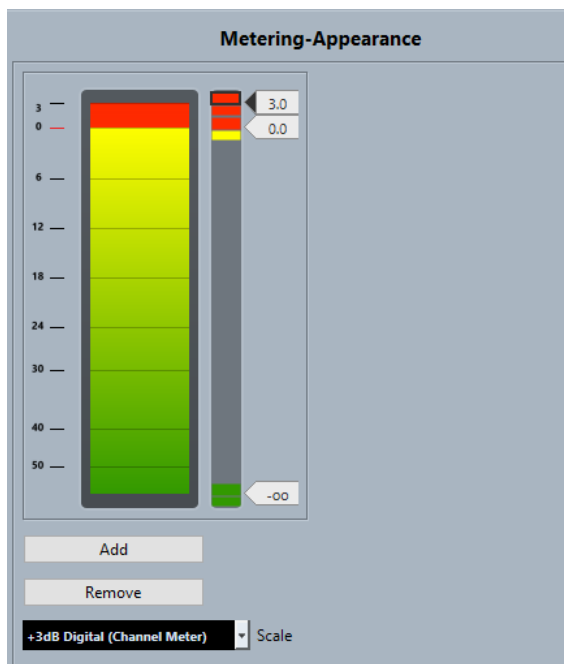 Metering-Appearance
3
0
6
12
18
24
30
40
50
3.0
0.0
-oo
Add
Remove
+3dB Digital (Channel Meter)
Scale